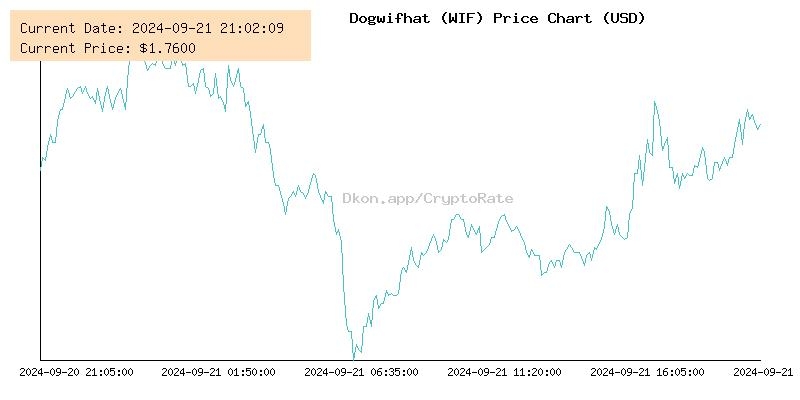 Dogwifhat (WIF) Price Chart (USD)
Current Date: 2024-09-21 21:02:09
Current Price: $1.7600
Dkon.app/CryptoRate
2024-09-20 21:05:00 2024-09-21 01:50:00 2024-09-21 06:35:00 2024-09-21 11:20:00 2024-09-21 16:05:00 2024-09-21